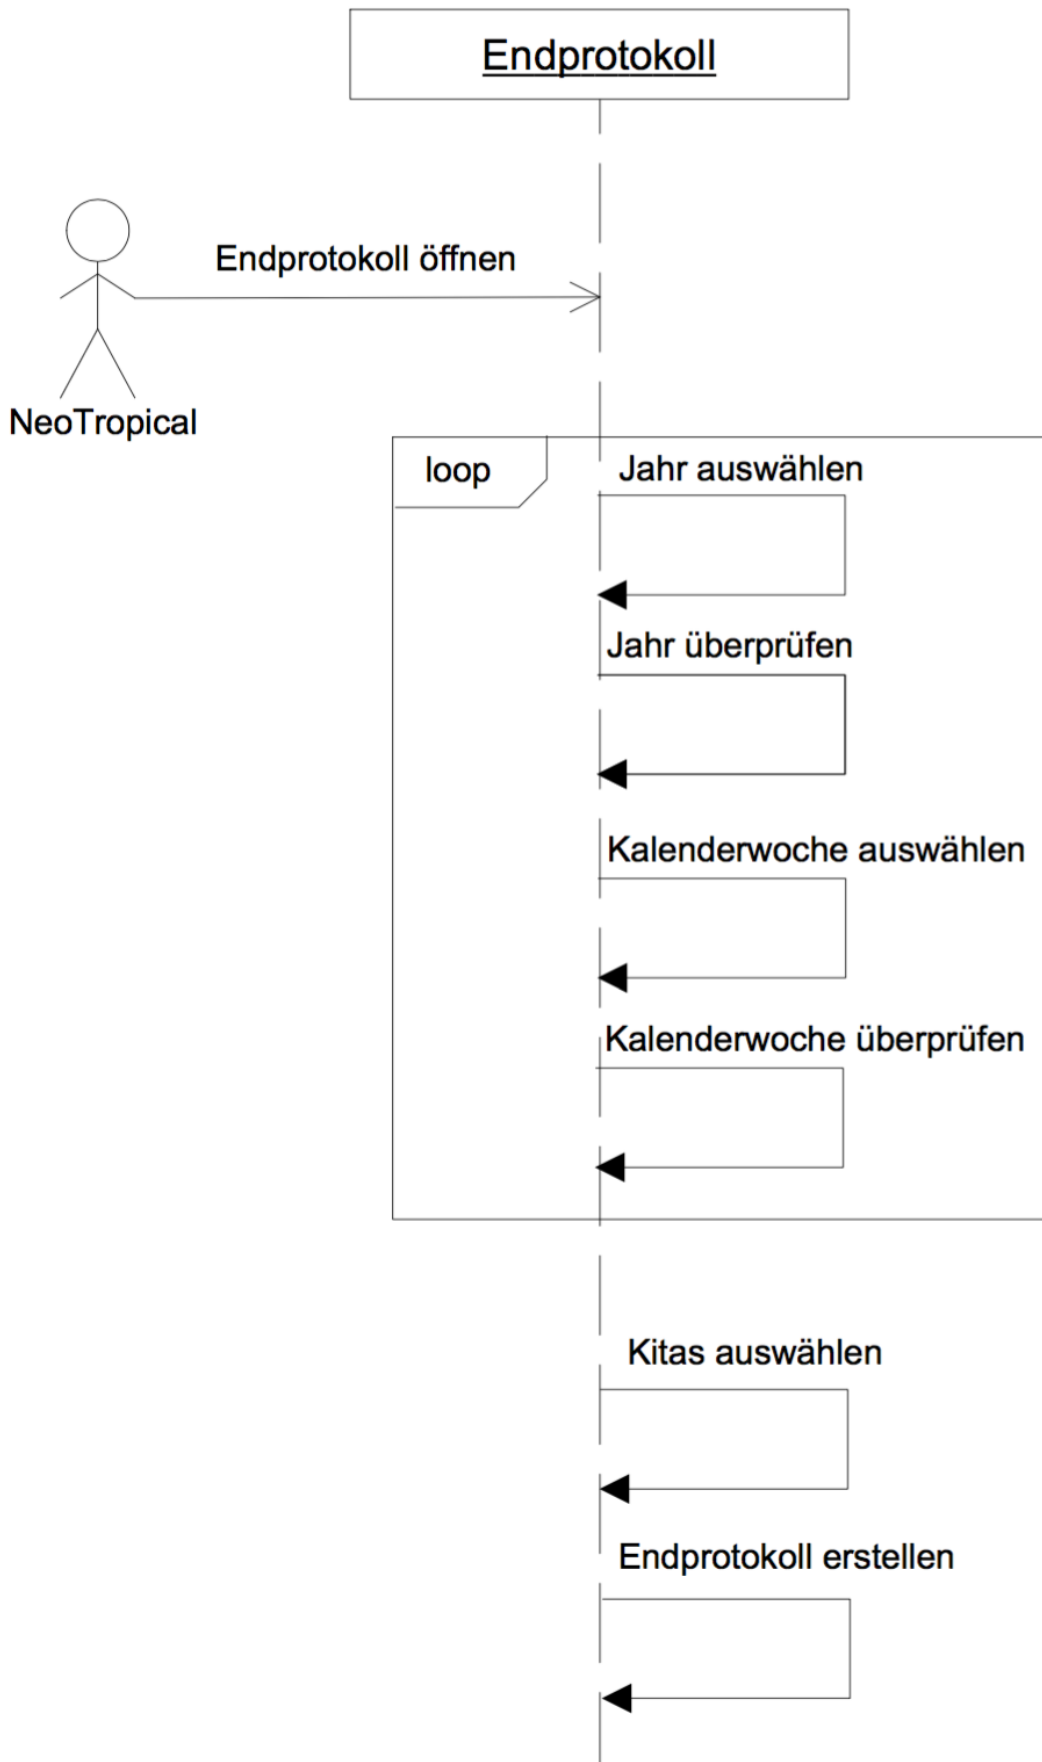 Endprotokoll
Endprotokoll öffnen
NeoTropical
loop
Jahr auswählen
Jahr überprüfen
Kalenderwoche auswählen
Kalenderwoche überprüfen
Kitas auswählen
Endprotokoll erstellen